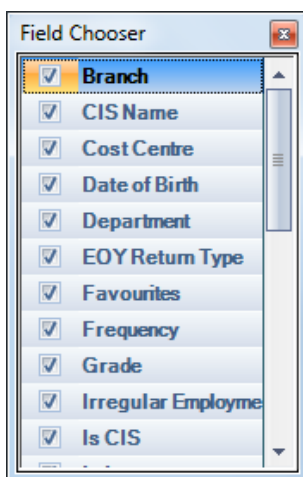 Field Chooser
Branch
CIS Name
Cost Centre
Date of Birth
Department
EOY Return Type
Favourites
Frequency
Grade
Irregular Employme
Is CIS